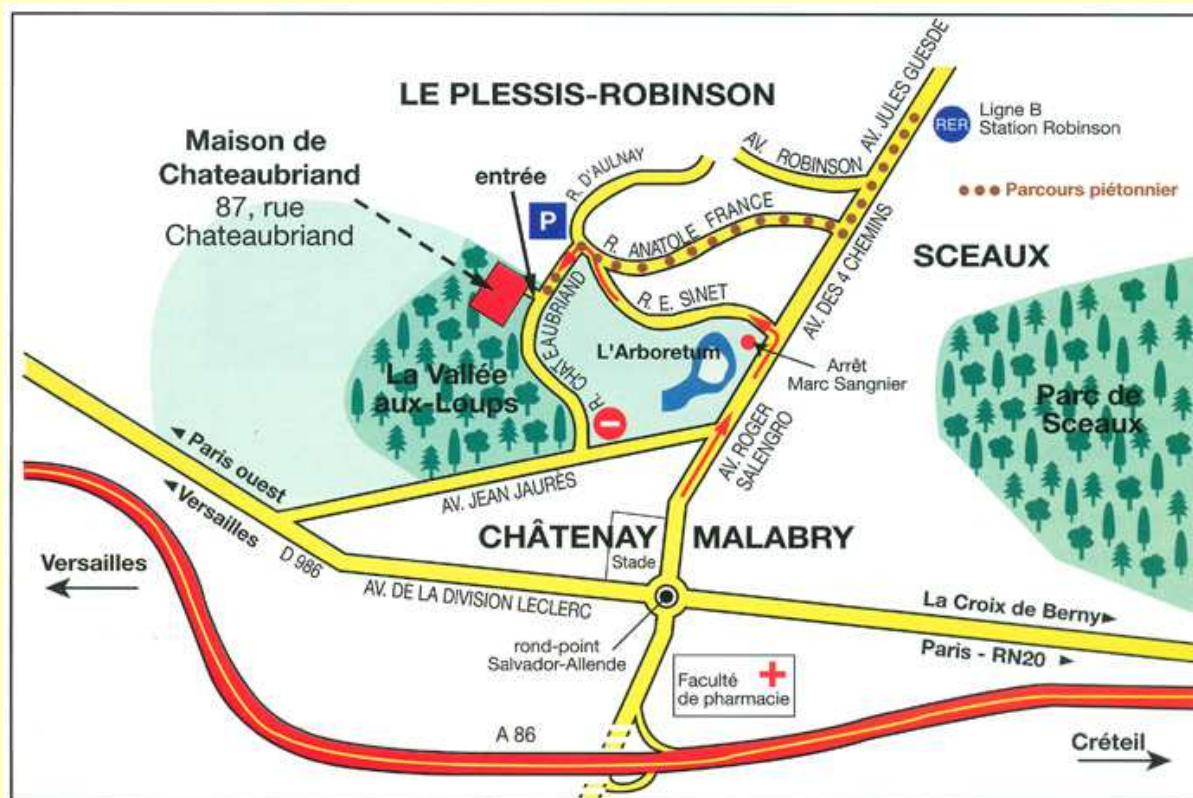 LE PLESSIS-ROBINSON
Maison de
Chateaubriand
87, rue
Chateaubriand
entrée
P
R. D'AULNAY
AV. ROBINSON
AV. JULES GUESDE
RER
Ligne B
Station Robinson
Parcours piétonnier
R. ANATOLE FRANCE
SCEAUX
R. E. SINET
AV. DES 4 CHEMINS
R. CHATEAUBRIAND
L'Arboretum
Arrêt
Marc Sangnier
La Vallée
aux-Loups
Parc de
Sceaux
AV. ROGER
SALENGRO
Paris ouest
Versailles
AV. JEAN JAURÈS
D 986
CHÂTENAY MALABRY
Stade
Versailles
AV. DE LA DIVISION LECLERC
La Croix de Berny
Paris - RN20
rond-point
Salvador-Allende
Faculté
de pharmacie
A 86
Créteil